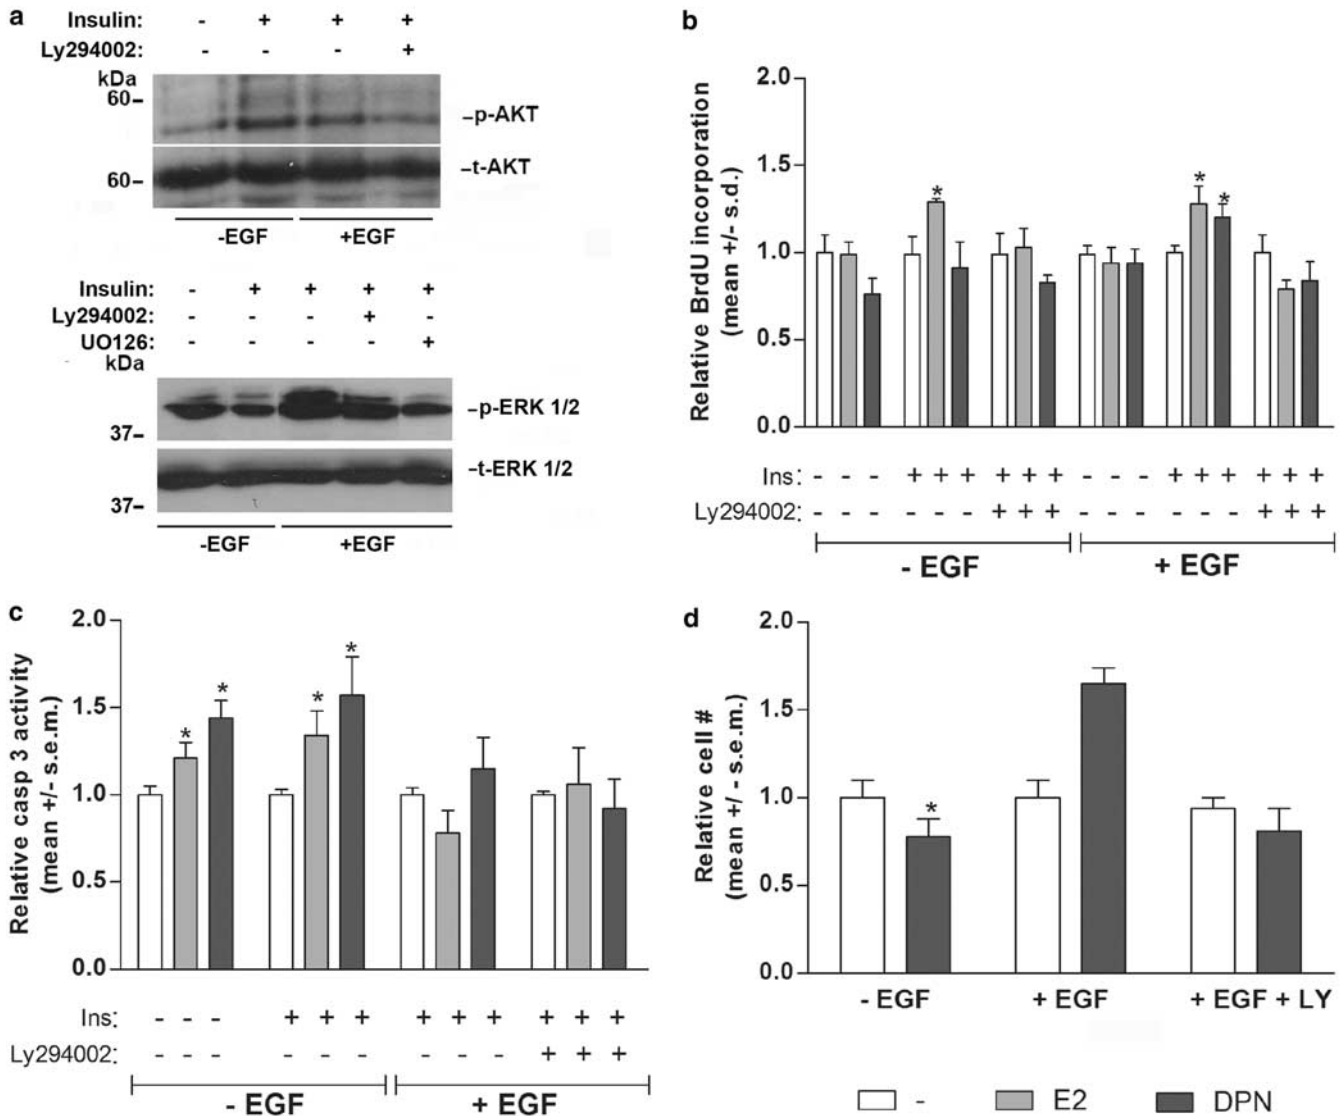 a
Insulin: - + + +
Ly294002: - - - +
kDa
60–
–p-AKT
–t-AKT
60–
-EGF +EGF
Insulin: - + + + +
Ly294002: - - - + -
UO126: - - - - +
kDa
–p-ERK 1/2
37–
–t-ERK 1/2
37–
-EGF +EGF
b
Relative BrdU incorporation
(mean +/- s.d.)
2.0
1.5
1.0
0.5
0.0
* * *
Ins: - - - + + + + + + - - - + + + + + +
Ly294002: - - - - - - + + + - - - - - - + + +
- EGF + EGF
c
Relative casp 3 activity
(mean +/- s.e.m.)
2.0
1.5
1.0
0.5
0.0
* * * *
Ins: - - - + + + + + + + + +
Ly294002: - - - - - - - - - + + +
- EGF + EGF
d
Relative cell #
(mean +/- s.e.m.)
2.0
1.5
1.0
0.5
0.0
*
- EGF + EGF + EGF + LY
- E2 DPN